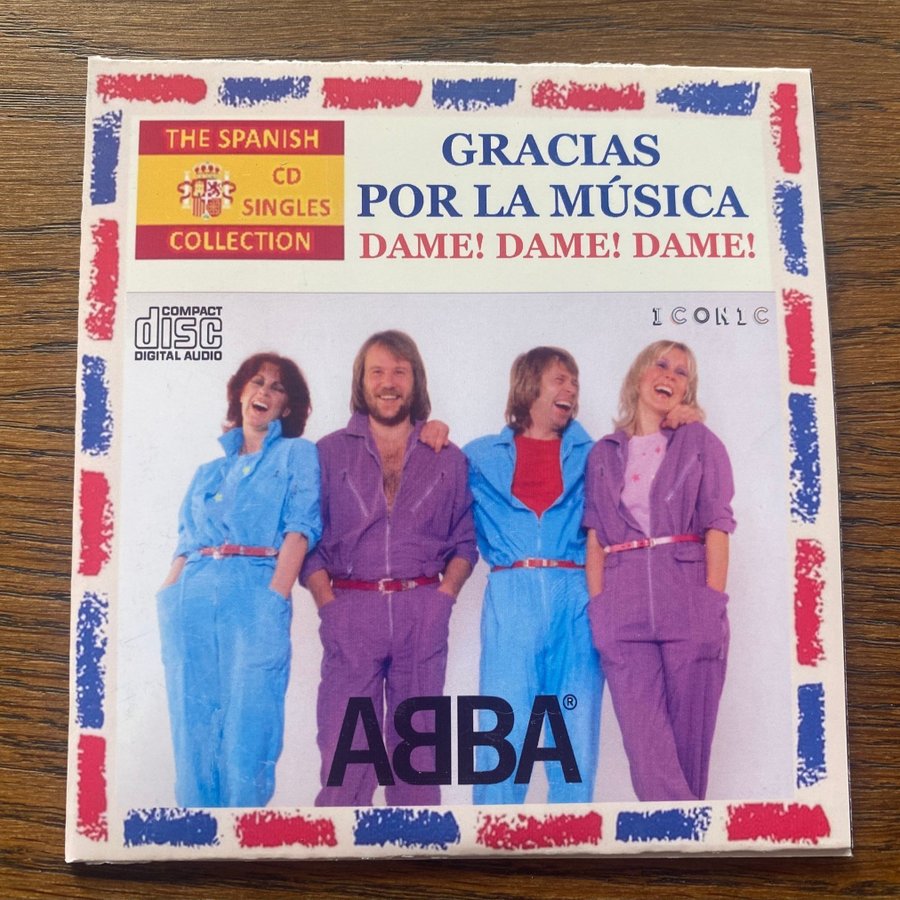 THE SPANISH
CD
SINGLES
COLLECTION
GRACIAS
POR LA MÚSICA
DAME! DAME! DAME!
COMPACT
disc
DIGITAL AUDIO
ICONIC
ABBA®